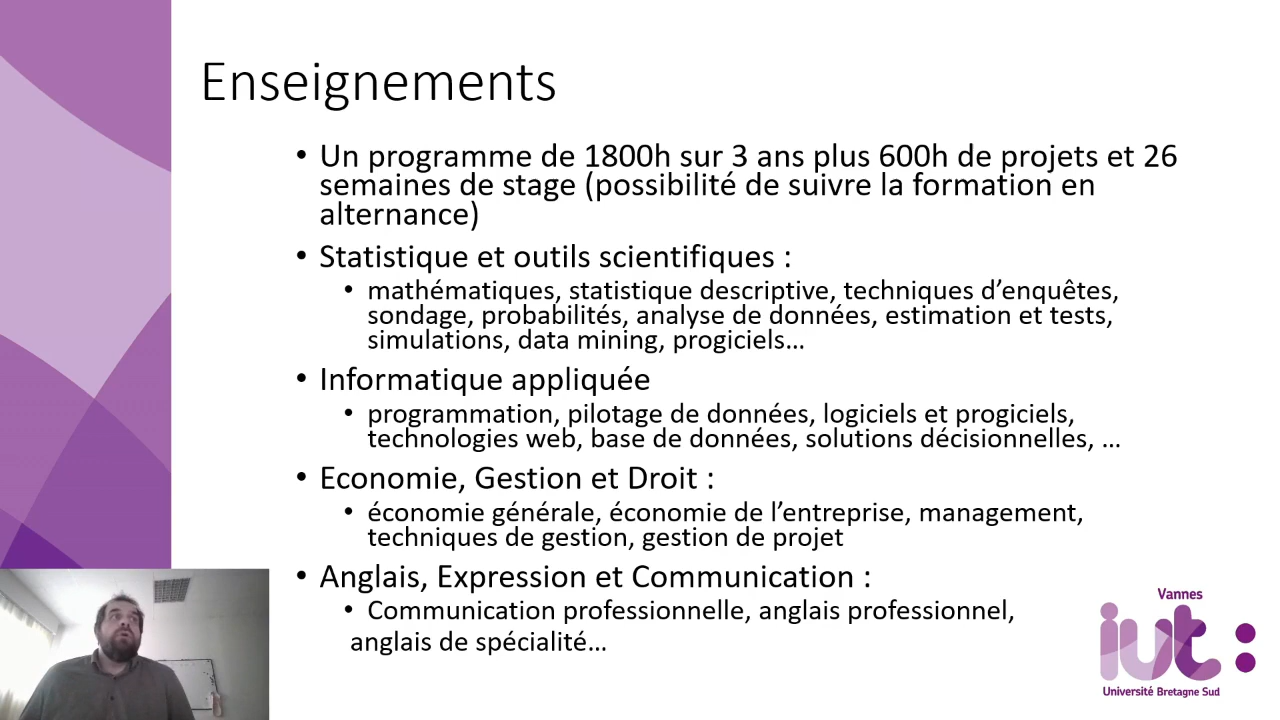 Enseignements
• Un programme de 1800h sur 3 ans plus 600h de projets et 26
semaines de stage (possibilité de suivre la formation en
alternance)
• Statistique et outils scientifiques :
• mathématiques, statistique descriptive, techniques d’enquêtes,
sondage, probabilités, analyse de données, estimation et tests,
simulations, data mining, progiciels…
• Informatique appliquée
• programmation, pilotage de données, logiciels et progiciels,
technologies web, base de données, solutions décisionnelles, …
• Economie, Gestion et Droit :
• économie générale, économie de l’entreprise, management,
techniques de gestion, gestion de projet
• Anglais, Expression et Communication :
• Communication professionnelle, anglais professionnel,
anglais de spécialité…
Vannes
iut:
Université Bretagne Sud